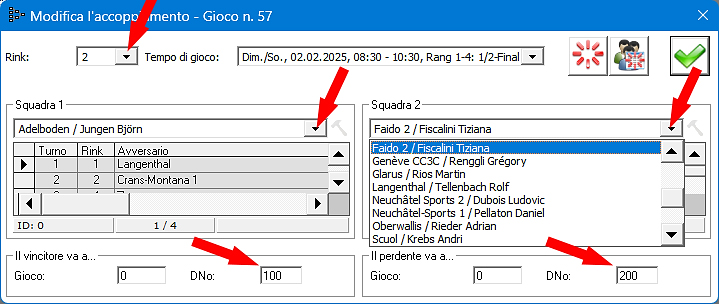 Modifica l'accoppiamento - Gioco n. 57
Rink: 2 Tempo di gioco: Dim./So., 02.02.2025, 08:30 - 10:30, Rang 1-4: 1/2-Final
Squadra 1
Adelboden / Jungen Björn
Turno Rink Avversario
1 1 Langenthal
2 2 Crans-Montana 1
ID: 0 1 / 4
Squadra 2
Faido 2 / Fiscalini Tiziana
Faido 2 / Fiscalini Tiziana
Genève CC3C / Renggli Grégory
Glarus / Rios Martin
Langenthal / Tellenbach Rolf
Neuchâtel Sports 2 / Dubois Ludovic
Neuchâtel-Sports 1 / Pellaton Daniel
Oberwallis / Rieder Adrian
Scuol / Krebs Andri
Il vincitore va a...
Gioco: 0 DNo: 100
Il perdente va a...
Gioco: 0 DNo: 200